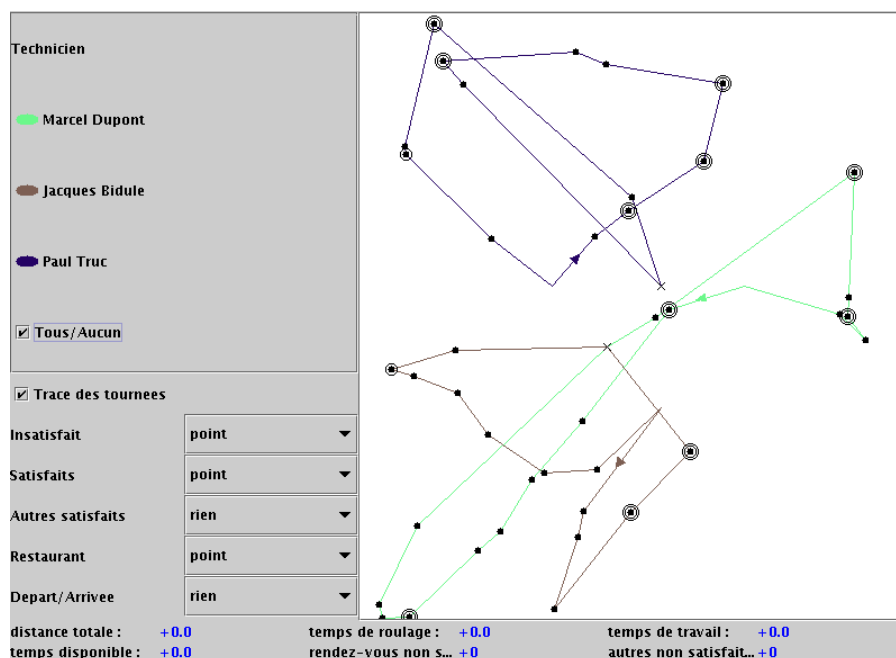 Technicien
Marcel Dupont
Jacques Bidule
Paul Truc
Tous/Aucun
Trace des tournees
Insatisfait point
Satisfaits point
Autres satisfaits rien
Restaurant point
Depart/Arrivee rien
distance totale : +0.0 temps de roulage : +0.0 temps de travail : +0.0
temps disponible : +0.0 rendez-vous non s... +0 autres non satisfait... +0